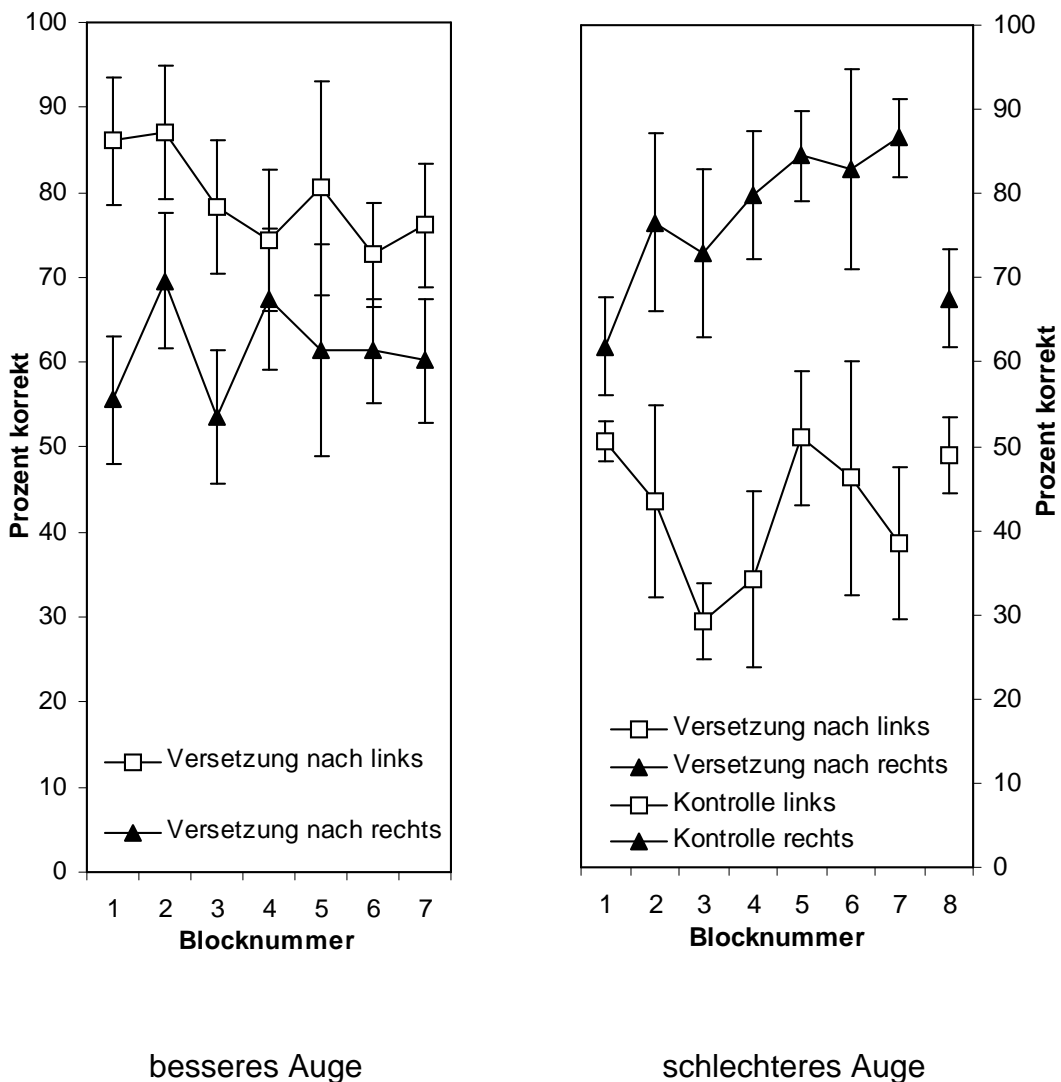 100
90
80
70
60
50
40
30
20
10
0
Prozent korrekt
Versetzung nach links
Versetzung nach rechts
1 2 3 4 5 6 7
Blocknummer
besseres Auge
100
90
80
70
60
50
40
30
20
10
0
Prozent korrekt
Versetzung nach links
Versetzung nach rechts
Kontrolle links
Kontrolle rechts
1 2 3 4 5 6 7 8
Blocknummer
schlechteres Auge